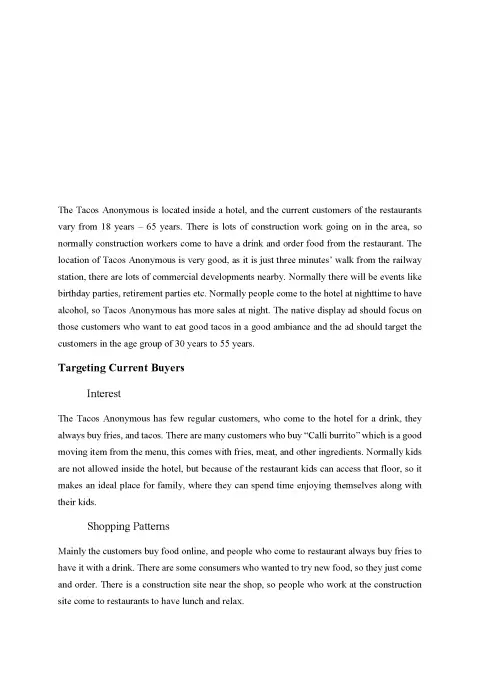 The Tacos Anonymous is located inside a hotel, and the current customers of the restaurants
vary from 18 years – 65 years. There is lots of construction work going on in the area, so
normally construction workers come to have a drink and order food from the restaurant. The
location of Tacos Anonymous is very good, as it is just three minutes’ walk from the railway
station, there are lots of commercial developments nearby. Normally there will be events like
birthday parties, retirement parties etc. Normally people come to the hotel at nighttime to have
alcohol, so Tacos Anonymous has more sales at night. The native display ad should focus on
those customers who want to eat good tacos in a good ambiance and the ad should target the
customers in the age group of 30 years to 55 years.
Targeting Current Buyers
Interest
The Tacos Anonymous has few regular customers, who come to the hotel for a drink, they
always buy fries, and tacos. There are many customers who buy “Calli burrito” which is a good
moving item from the menu, this comes with fries, meat, and other ingredients. Normally kids
are not allowed inside the hotel, but because of the restaurant kids can access that floor, so it
makes an ideal place for family, where they can spend time enjoying themselves along with
their kids.
Shopping Patterns
Mainly the customers buy food online, and people who come to restaurant always buy fries to
have it with a drink. There are some consumers who wanted to try new food, so they just come
and order. There is a construction site near the shop, so people who work at the construction
site come to restaurants to have lunch and relax.